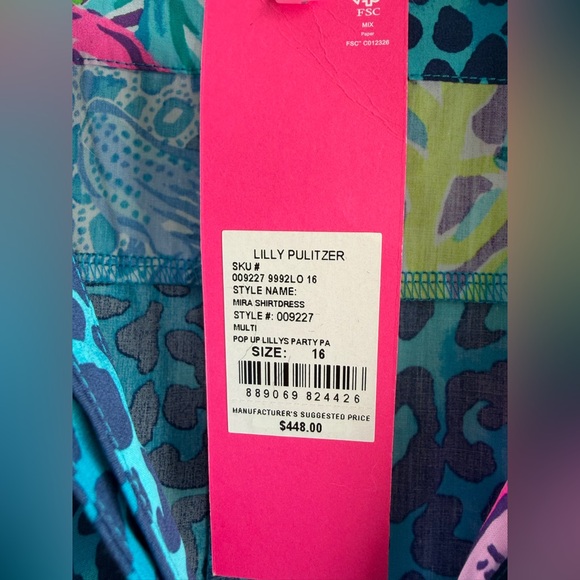 FSC
MIX
Paper
FSC™ C012328
LILLY PULITZER
SKU #
009227 9992LO 16
STYLE NAME:
MIRA SHIRTDRESS
STYLE #: 009227
MULTI
POP UP LILLYS PARTY PA
SIZE: 16
889069 824426
MANUFACTURER'S SUGGESTED PRICE
$448.00